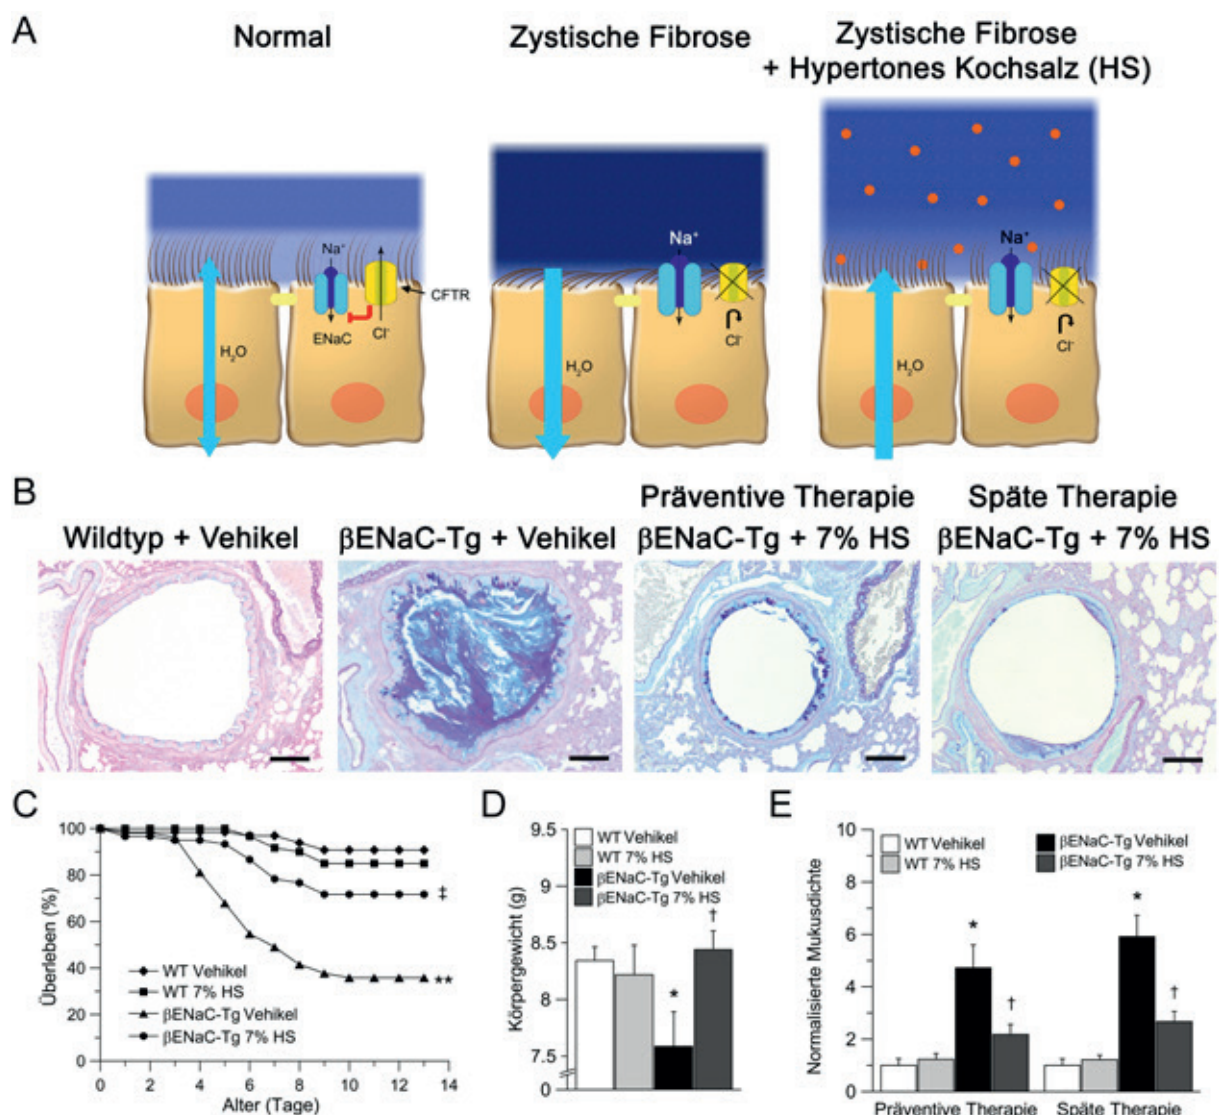 A
Normal
Zystische Fibrose
Zystische Fibrose
+ Hypertones Kochsalz (HS)
Na⁺
CFTR
ENaC
Cl⁻
H₂O
Na⁺
Cl⁻
H₂O
Na⁺
Cl⁻
H₂O
B
Wildtyp + Vehikel
βENaC-Tg + Vehikel
Präventive Therapie
βENaC-Tg + 7% HS
Späte Therapie
βENaC-Tg + 7% HS
C
Überleben (%)
100
80
60
40
20
0
‡
**
WT Vehikel
WT 7% HS
βENaC-Tg Vehikel
βENaC-Tg 7% HS
0 2 4 6 8 10 12 14
Alter (Tage)
D
Körpergewicht (g)
9.5
9
8.5
8
7.5
0
WT Vehikel
WT 7% HS
βENaC-Tg Vehikel
βENaC-Tg 7% HS
*
†
E
Normalisierte Mukusdichte
10
8
6
4
2
0
WT Vehikel
WT 7% HS
βENaC-Tg Vehikel
βENaC-Tg 7% HS
*
†
*
†
Präventive Therapie
Späte Therapie